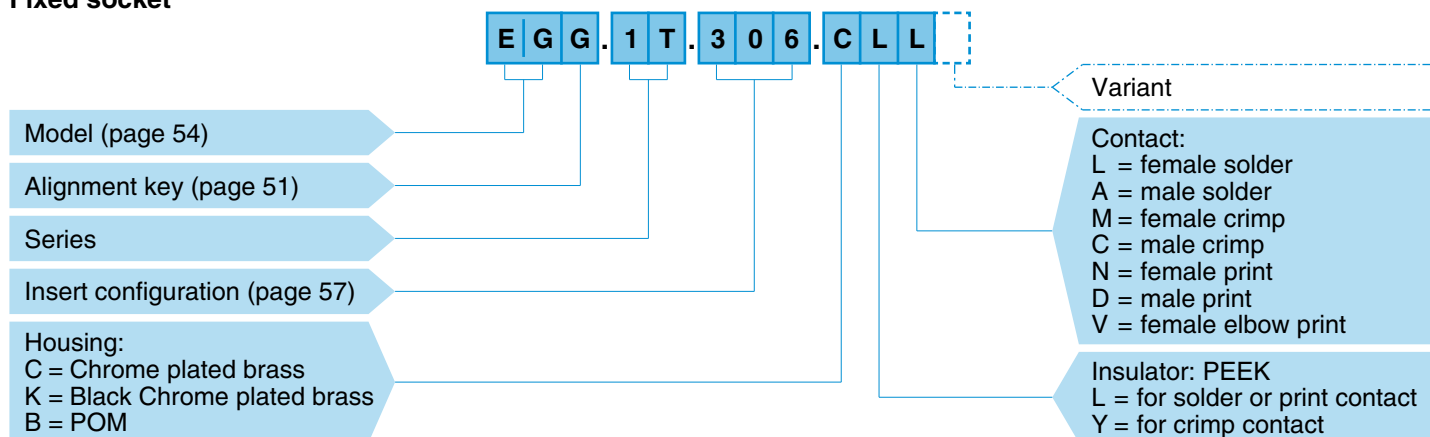 Fixed socket
E G G . 1 T . 3 0 6 . C L L
Model (page 54)
Alignment key (page 51)
Series
Insert configuration (page 57)
Housing:
C = Chrome plated brass
K = Black Chrome plated brass
B = POM
Variant
Contact:
L = female solder
A = male solder
M = female crimp
C = male crimp
N = female print
D = male print
V = female elbow print
Insulator: PEEK
L = for solder or print contact
Y = for crimp contact